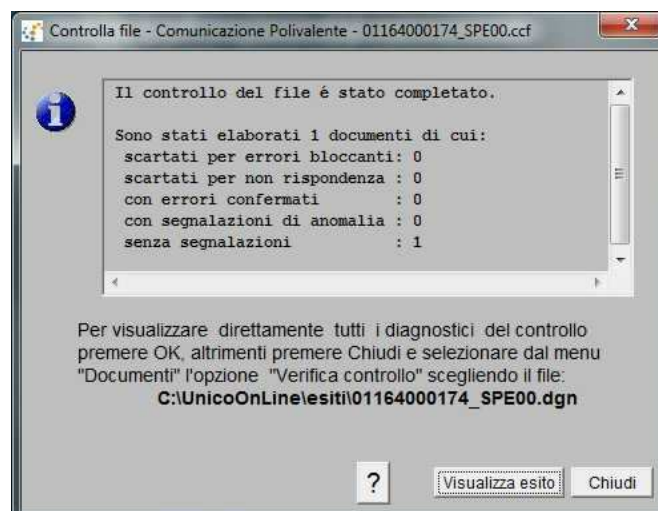 Controlla file - Comunicazione Polivalente - 01164000174_SPE00.ccf
Il controllo del file é stato completato.
Sono stati elaborati 1 documenti di cui:
scartati per errori bloccanti: 0
scartati per non rispondenza : 0
con errori confermati : 0
con segnalazioni di anomalia : 0
senza segnalazioni : 1
Per visualizzare direttamente tutti i diagnostici del controllo
premere OK, altrimenti premere Chiudi e selezionare dal menu
"Documenti" l'opzione "Verifica controllo" scegliendo il file:
C:\UnicoOnLine\esiti\01164000174_SPE00.dgn
? Visualizza esito Chiudi